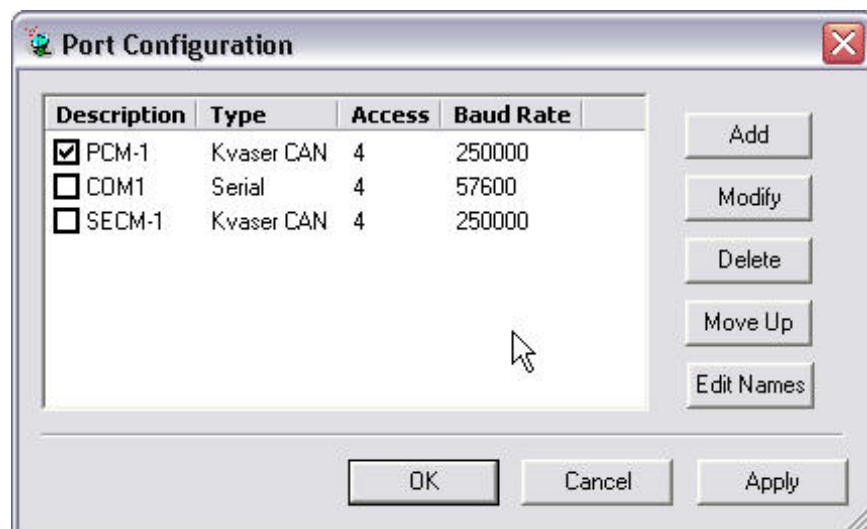 Port Configuration
Description Type Access Baud Rate
PCM-1 Kvaser CAN 4 250000
COM1 Serial 4 57600
SECM-1 Kvaser CAN 4 250000
Add
Modify
Delete
Move Up
Edit Names
OK Cancel Apply